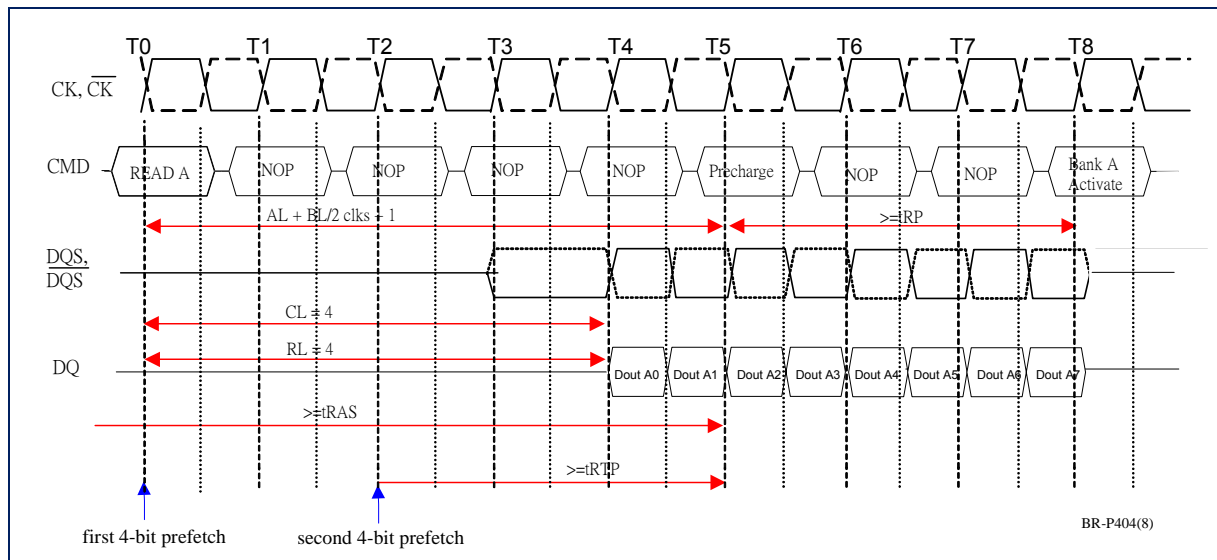 T0 T1 T2 T3 T4 T5 T6 T7 T8
CK, CK
CMD READ A NOP NOP NOP NOP Precharge NOP NOP Bank A Activate
AL + BL/2 clks + 1 >=tRP
DQS,
DQS
CL = 4
RL = 4
DQ Dout A0 Dout A1 Dout A2 Dout A3 Dout A4 Dout A5 Dout A6 Dout A7
>=tRAS
>=tRTP
first 4-bit prefetch second 4-bit prefetch
BR-P404(8)